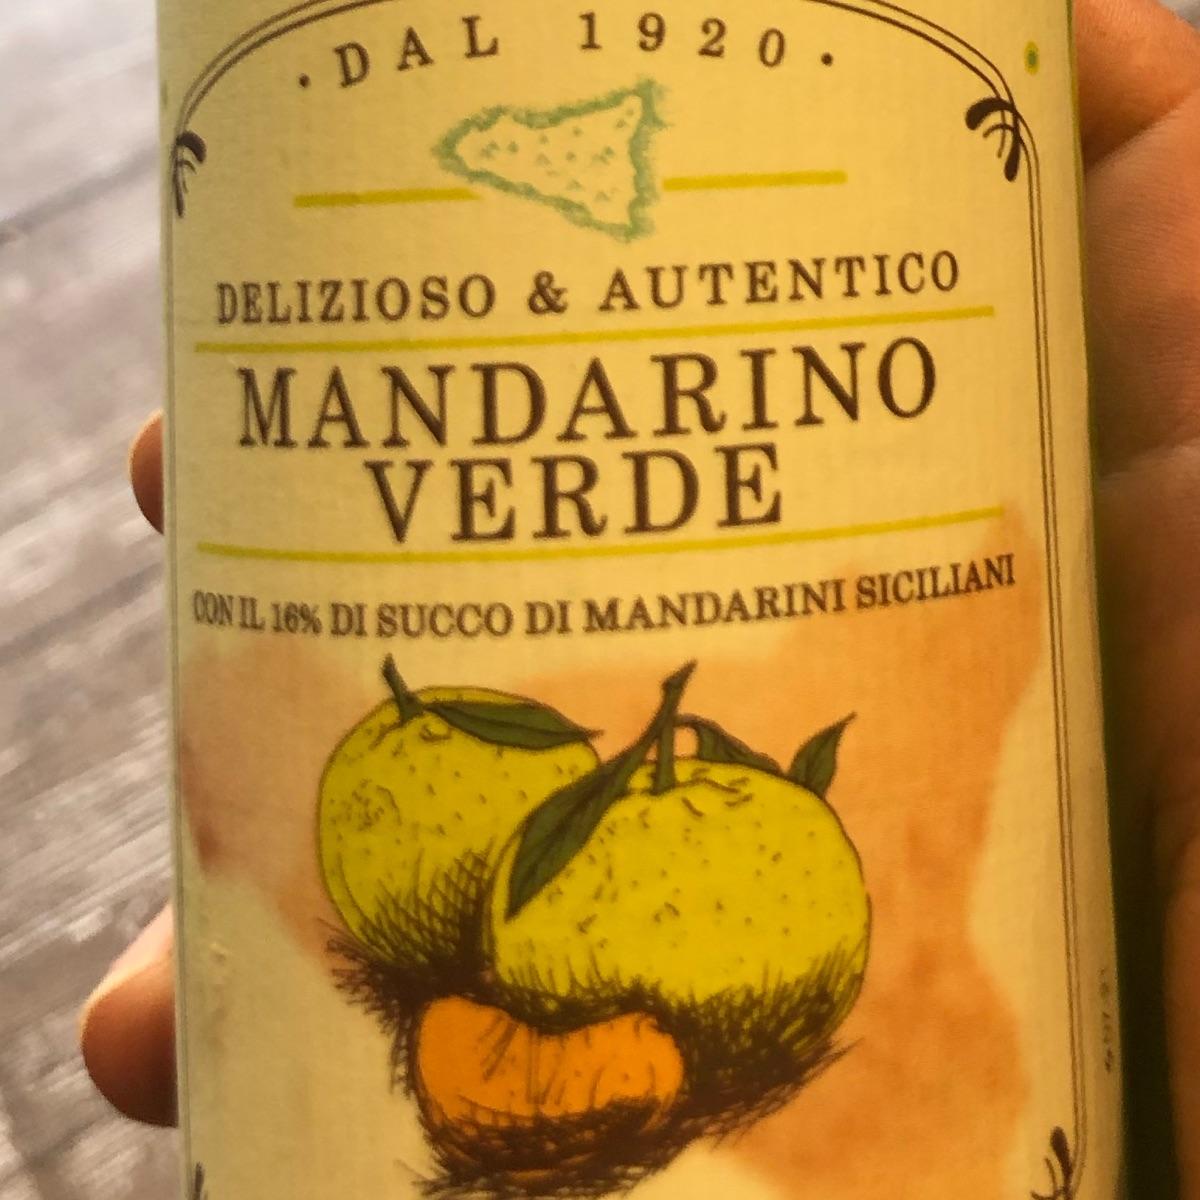 · DAL 1920 ·
DELIZIOSO & AUTENTICO
MANDARINO
VERDE
CON IL 16% DI SUCCO DI MANDARINI SICILIANI